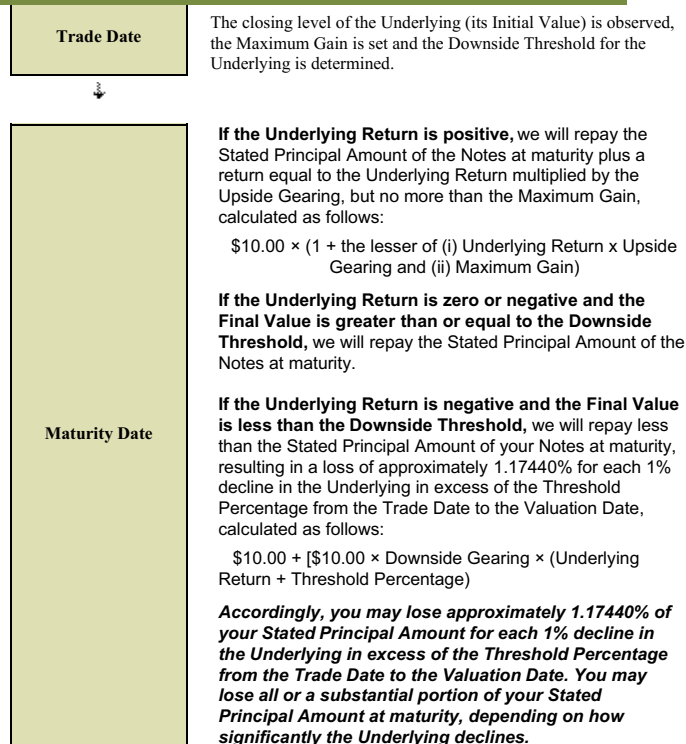 Trade Date
The closing level of the Underlying (its Initial Value) is observed,
the Maximum Gain is set and the Downside Threshold for the
Underlying is determined.
Maturity Date
If the Underlying Return is positive, we will repay the
Stated Principal Amount of the Notes at maturity plus a
return equal to the Underlying Return multiplied by the
Upside Gearing, but no more than the Maximum Gain,
calculated as follows:
$10.00 × (1 + the lesser of (i) Underlying Return x Upside
Gearing and (ii) Maximum Gain)
If the Underlying Return is zero or negative and the
Final Value is greater than or equal to the Downside
Threshold, we will repay the Stated Principal Amount of the
Notes at maturity.
If the Underlying Return is negative and the Final Value
is less than the Downside Threshold, we will repay less
than the Stated Principal Amount of your Notes at maturity,
resulting in a loss of approximately 1.17440% for each 1%
decline in the Underlying in excess of the Threshold
Percentage from the Trade Date to the Valuation Date,
calculated as follows:
$10.00 + [$10.00 × Downside Gearing × (Underlying
Return + Threshold Percentage)
Accordingly, you may lose approximately 1.17440% of
your Stated Principal Amount for each 1% decline in
the Underlying in excess of the Threshold Percentage
from the Trade Date to the Valuation Date. You may
lose all or a substantial portion of your Stated
Principal Amount at maturity, depending on how
significantly the Underlying declines.